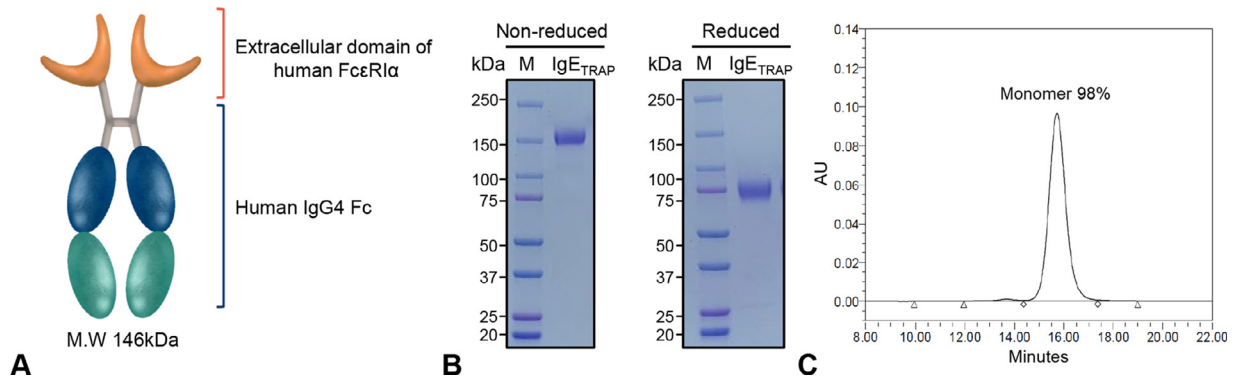 Extracellular domain of
human FcεRIα
Human IgG4 Fc
M.W 146kDa
A
Non-reduced
kDa M IgE_TRAP
250
150
100
75
50
37
25
20
Reduced
kDa M IgE_TRAP
250
150
100
75
50
37
25
20
B
0.14
0.12
0.10
0.08
0.06
0.04
0.02
0.00
AU
Monomer 98%
8.00 10.00 12.00 14.00 16.00 18.00 20.00 22.00
Minutes
C